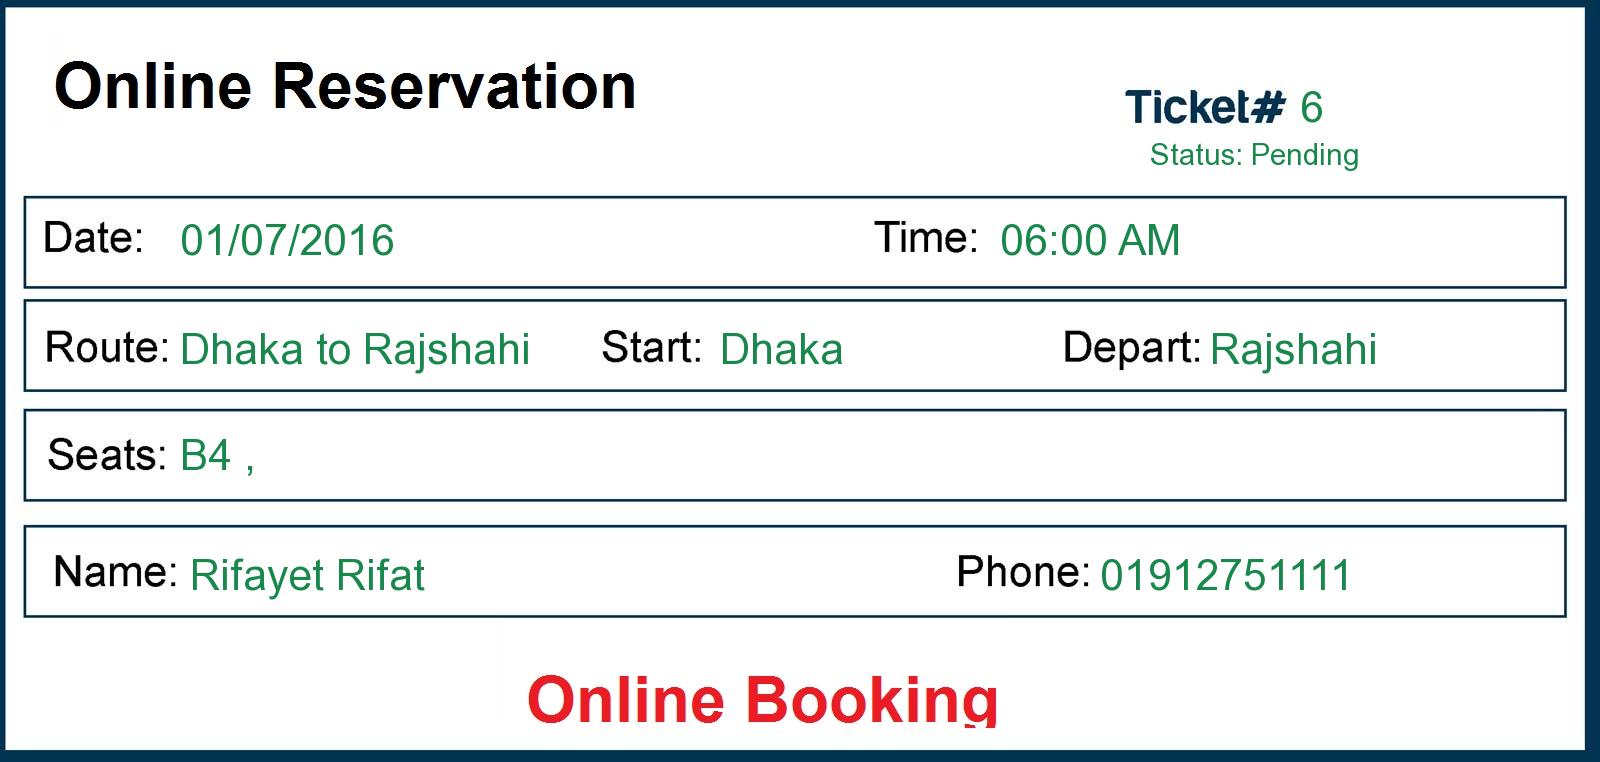 Online Reservation
Ticket# 6
Status: Pending
Date: 01/07/2016 Time: 06:00 AM
Route: Dhaka to Rajshahi Start: Dhaka Depart: Rajshahi
Seats: B4 ,
Name: Rifayet Rifat Phone: 01912751111
Online Booking